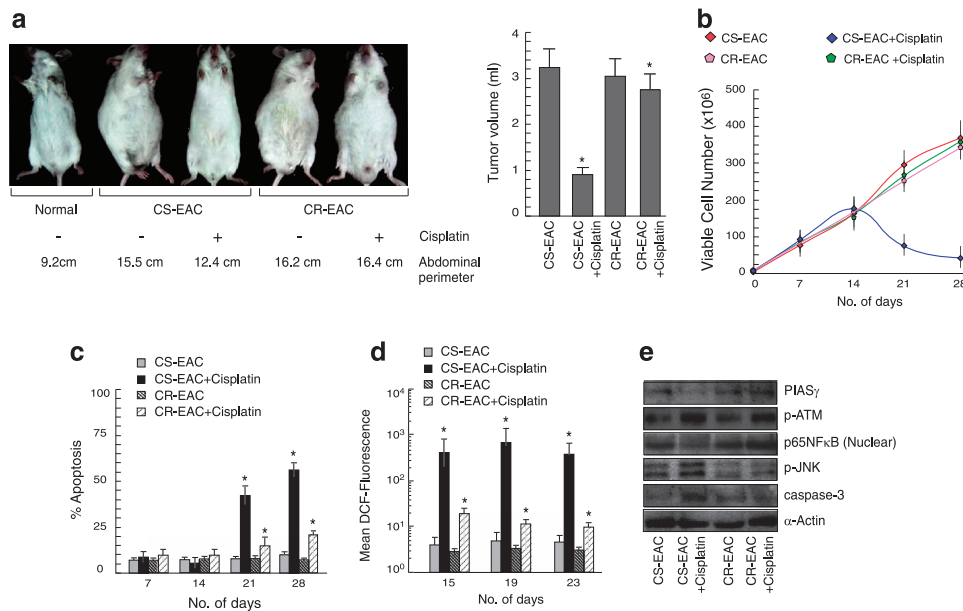 a
Normal
CS-EAC
CR-EAC
- - + - + Cisplatin
9.2cm 15.5 cm 12.4 cm 16.2 cm 16.4 cm Abdominal
perimeter
Tumor volume (ml)
4
3
2
1
0
*
*
CS-EAC
CS-EAC
+Cisplatin
CR-EAC
CR-EAC
+Cisplatin
b
CS-EAC
CS-EAC+Cisplatin
CR-EAC
CR-EAC +Cisplatin
Viable Cell Number (x106)
500
400
300
200
100
0
0 7 14 21 28
No. of days
c
CS-EAC
CS-EAC+Cisplatin
CR-EAC
CR-EAC+Cisplatin
% Apoptosis
100
75
50
25
0
* * * *
7 14 21 28
No. of days
d
CS-EAC
CS-EAC+Cisplatin
CR-EAC
CR-EAC+Cisplatin
Mean DCF-Fluorescence
10⁴
10³
10²
10¹
10⁰
* * * * * *
15 19 23
No. of days
e
PIASγ
p-ATM
p65NFκB (Nuclear)
p-JNK
caspase-3
α-Actin
CS-EAC
CS-EAC
+Cisplatin
CR-EAC
CR-EAC
+Cisplatin